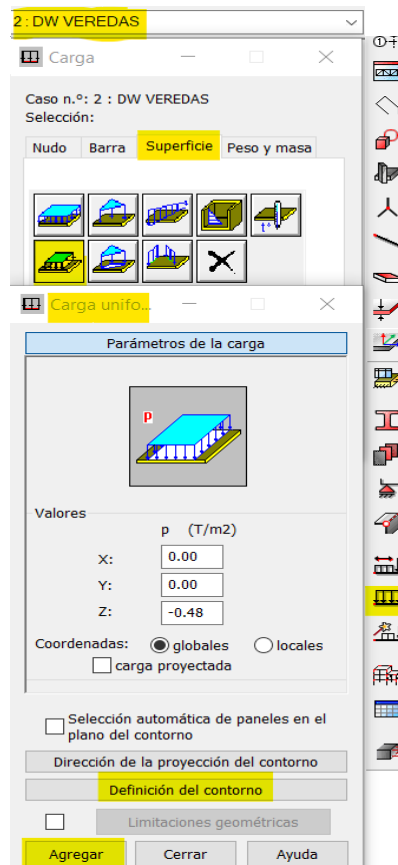 2 : DW VEREDAS
Carga
Caso n.º: 2 : DW VEREDAS
Selección:
Nudo Barra Superficie Peso y masa
t°
Carga unifo...
Parámetros de la carga
p
Valores
p (T/m2)
X: 0.00
Y: 0.00
Z: -0.48
Coordenadas: globales locales
carga proyectada
Selección automática de paneles en el
plano del contorno
Dirección de la proyección del contorno
Definición del contorno
Limitaciones geométricas
Agregar Cerrar Ayuda